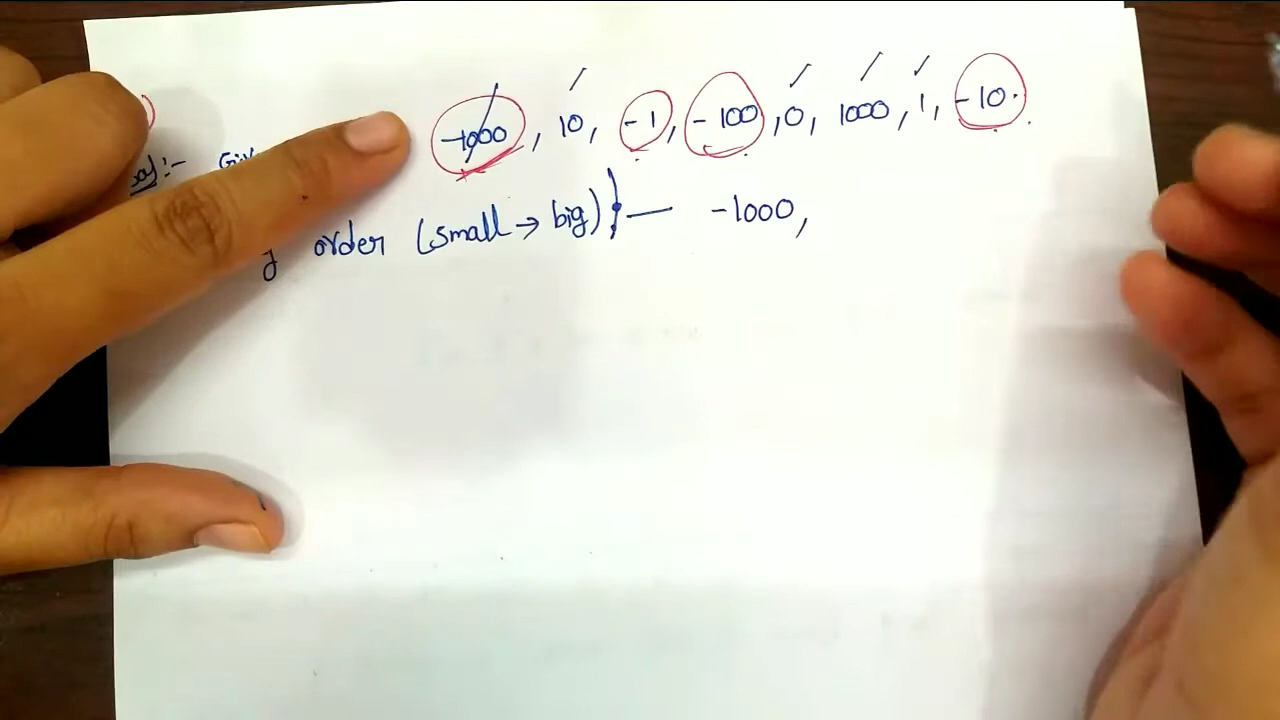 -1000, 10, -1, -100, 0, 1000, 1, -10.
order (small → big)} — -1000,